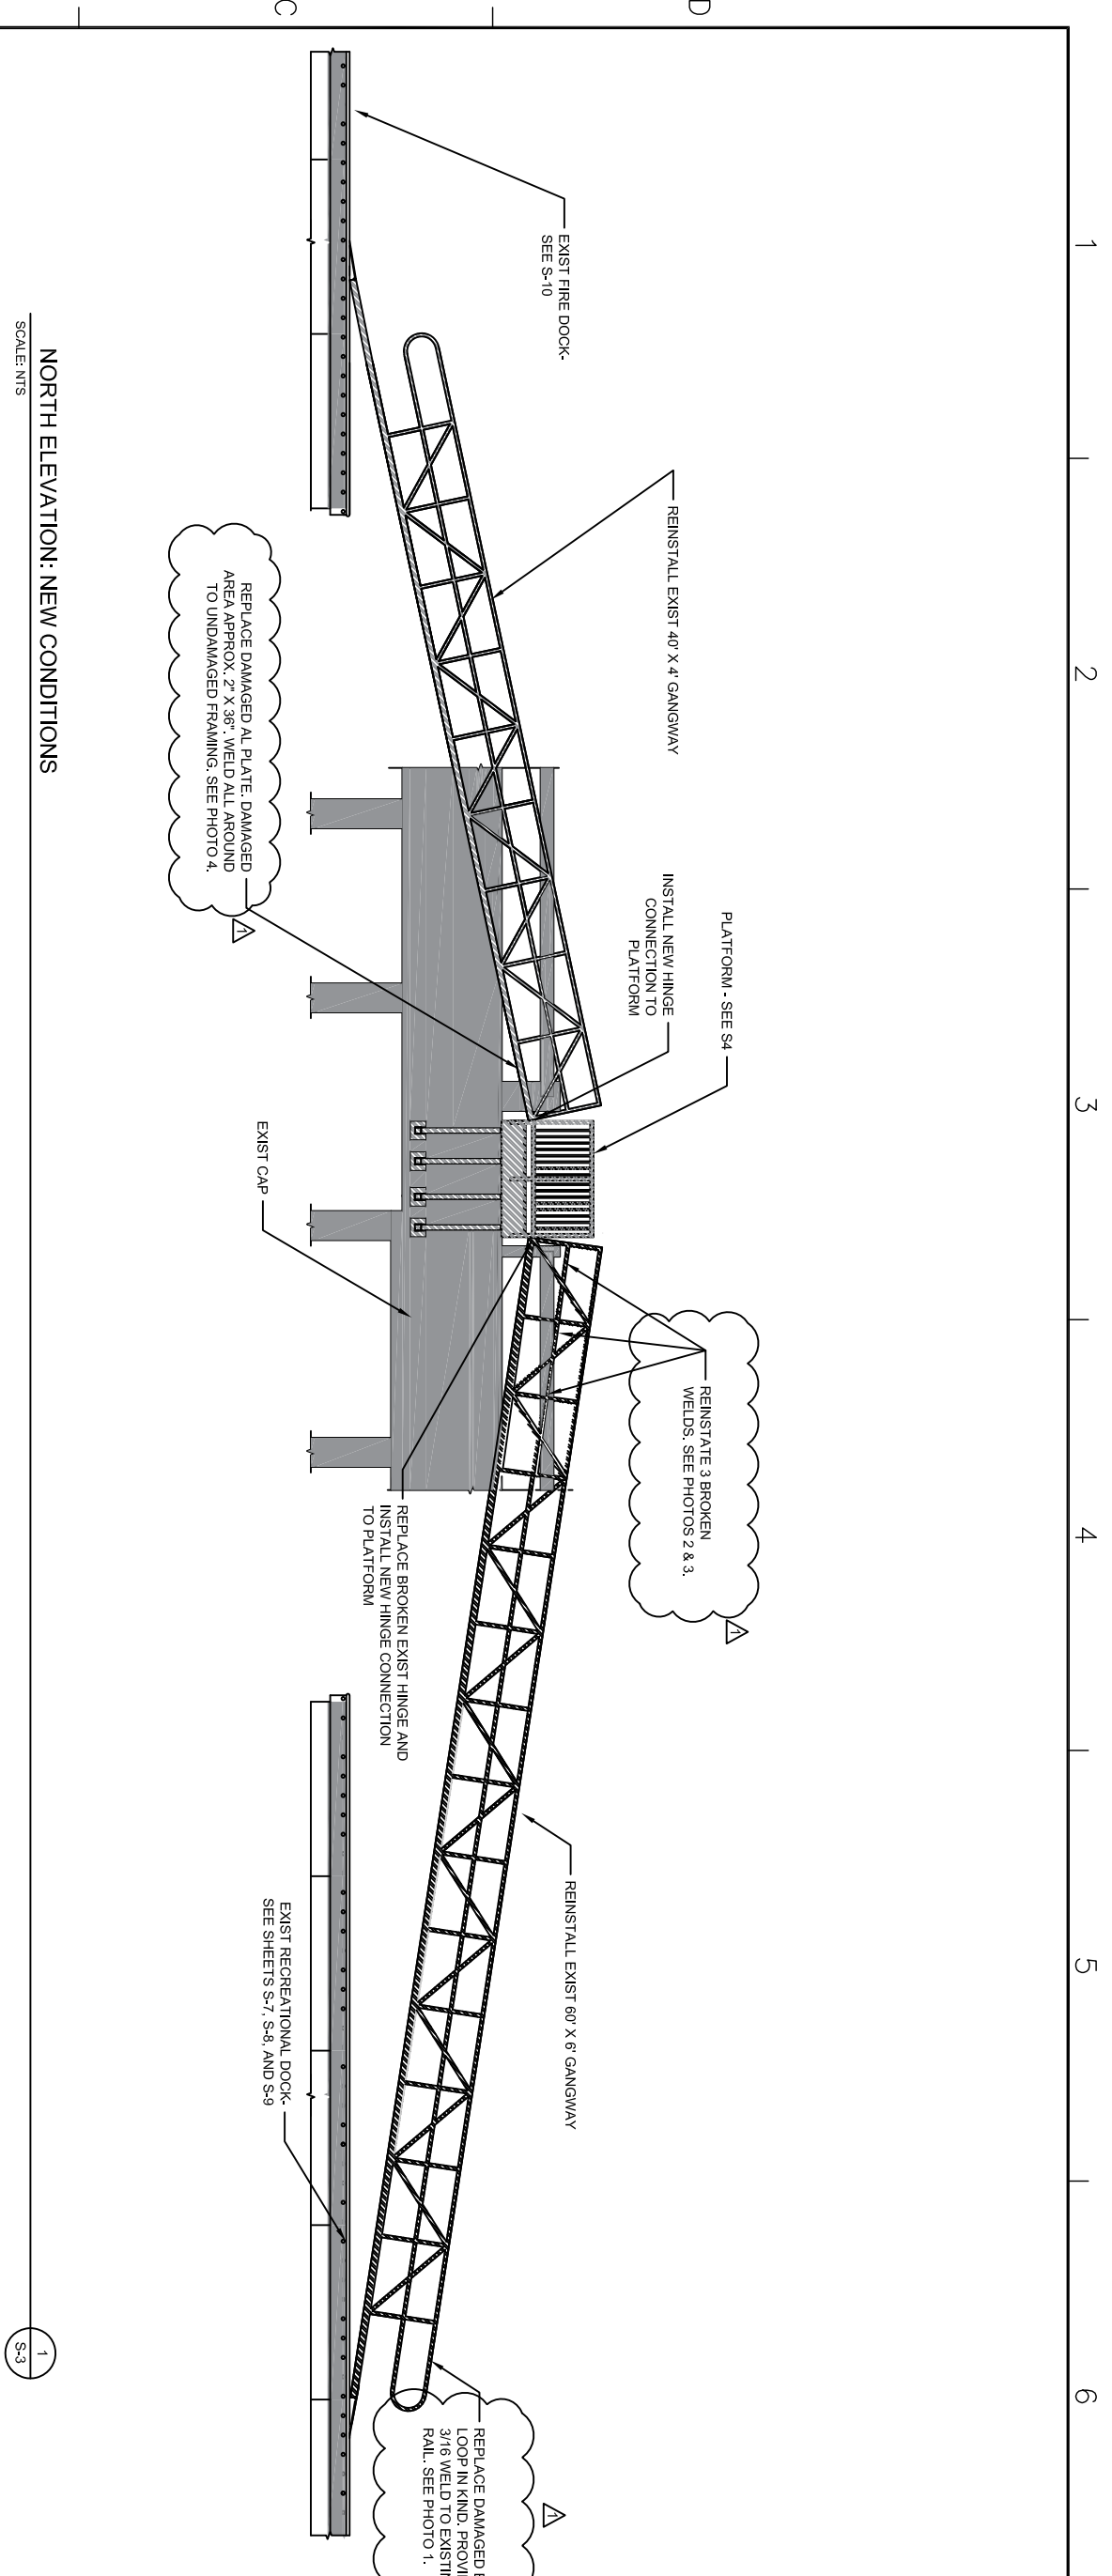 1
2
3
4
5
6
D
C
EXIST FIRE DOCK-
SEE S-10
REINSTALL EXIST 40' X 4' GANGWAY
INSTALL NEW HINGE
CONNECTION TO
PLATFORM
PLATFORM - SEE S4
REINSTATE 3 BROKEN
WELDS. SEE PHOTOS 2 & 3.
1
REINSTALL EXIST 60' X 6' GANGWAY
1
REPLACE DAMAGED
LOOP IN KIND.
3/16 WELD TO
RAIL. SEE PHOTO 1.
REPLACE DAMAGED AL PLATE. DAMAGED
AREA APPROX. 2" X 36". WELD ALL AROUND
TO UNDAMAGED FRAMING. SEE PHOTO 4.
1
EXIST CAP
REPLACE BROKEN EXIST HINGE AND
INSTALL NEW HINGE CONNECTION
TO PLATFORM
EXIST RECREATIONAL DOCK-
SEE SHEETS S-7, S-8, AND S-9
NORTH ELEVATION: NEW CONDITIONS
SCALE: NTS
1
S-3